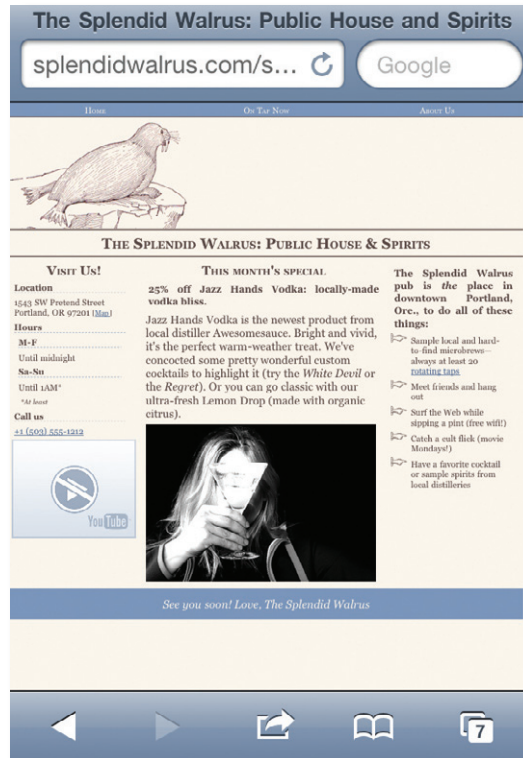 The Splendid Walrus: Public House and Spirits
splendidwalrus.com/s...
Google
Home
On Tap Now
About Us
The Splendid Walrus: Public House & Spirits
Visit Us!
Location
1543 SW Pretend Street
Portland, OR 97201 [Map]
Hours
M-F
Until midnight
Sa-Su
Until 1AM*
*At least
Call us
+1 (503) 555-1212
YouTube
This month's special
25% off Jazz Hands Vodka: locally-made
vodka bliss.
Jazz Hands Vodka is the newest product from
local distiller Awesomesauce. Bright and vivid,
it's the perfect warm-weather treat. We've
concocted some pretty wonderful custom
cocktails to highlight it (try the White Devil or
the Regret). Or you can go classic with our
ultra-fresh Lemon Drop (made with organic
citrus).
The Splendid Walrus
pub is the place in
downtown Portland,
Ore., to do all of these
things:
Sample local and hard-
to-find microbrews—
always at least 20
rotating taps
Meet friends and hang
out
Surf the Web while
sipping a pint (free wifi!)
Catch a cult flick (movie
Mondays!)
Have a favorite cocktail
or sample spirits from
local distilleries
See you soon! Love, The Splendid Walrus
7